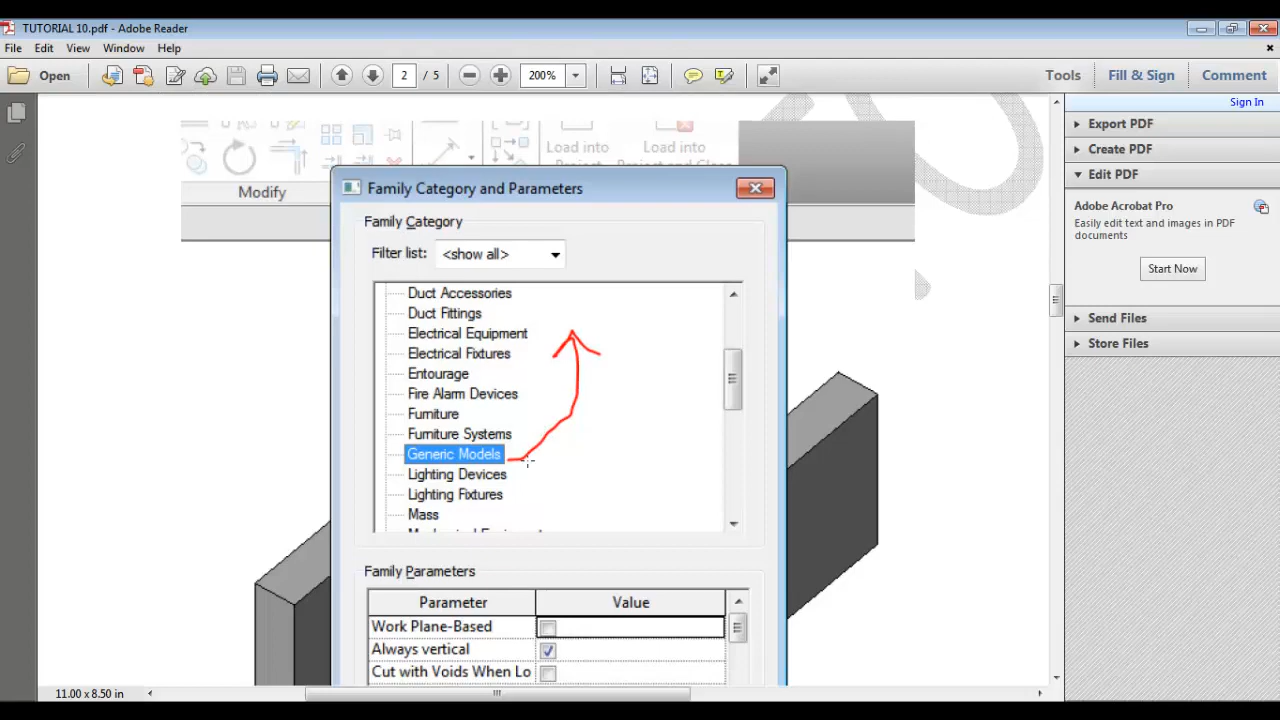 TUTORIAL 10.pdf - Adobe Reader
File Edit View Window Help
Open 2 / 5 200% Tools Fill & Sign Comment
Sign In
Export PDF
Create PDF
Edit PDF
Adobe Acrobat Pro
Easily edit text and images in PDF
documents
Start Now
Send Files
Store Files
Load into Load into
Project and Close
Modify
Family Category and Parameters
Family Category
Filter list: <show all>
Duct Accessories
Duct Fittings
Electrical Equipment
Electrical Fixtures
Entourage
Fire Alarm Devices
Furniture
Furniture Systems
Generic Models
Lighting Devices
Lighting Fixtures
Mass
Family Parameters
Parameter Value
Work Plane-Based
Always vertical
Cut with Voids When Lo
11.00 x 8.50 in